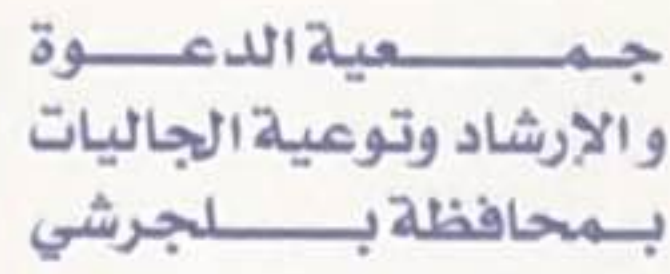 جمعية الدعوة
والإرشاد وتوعية الجاليات
بمحافظة بلجرشي